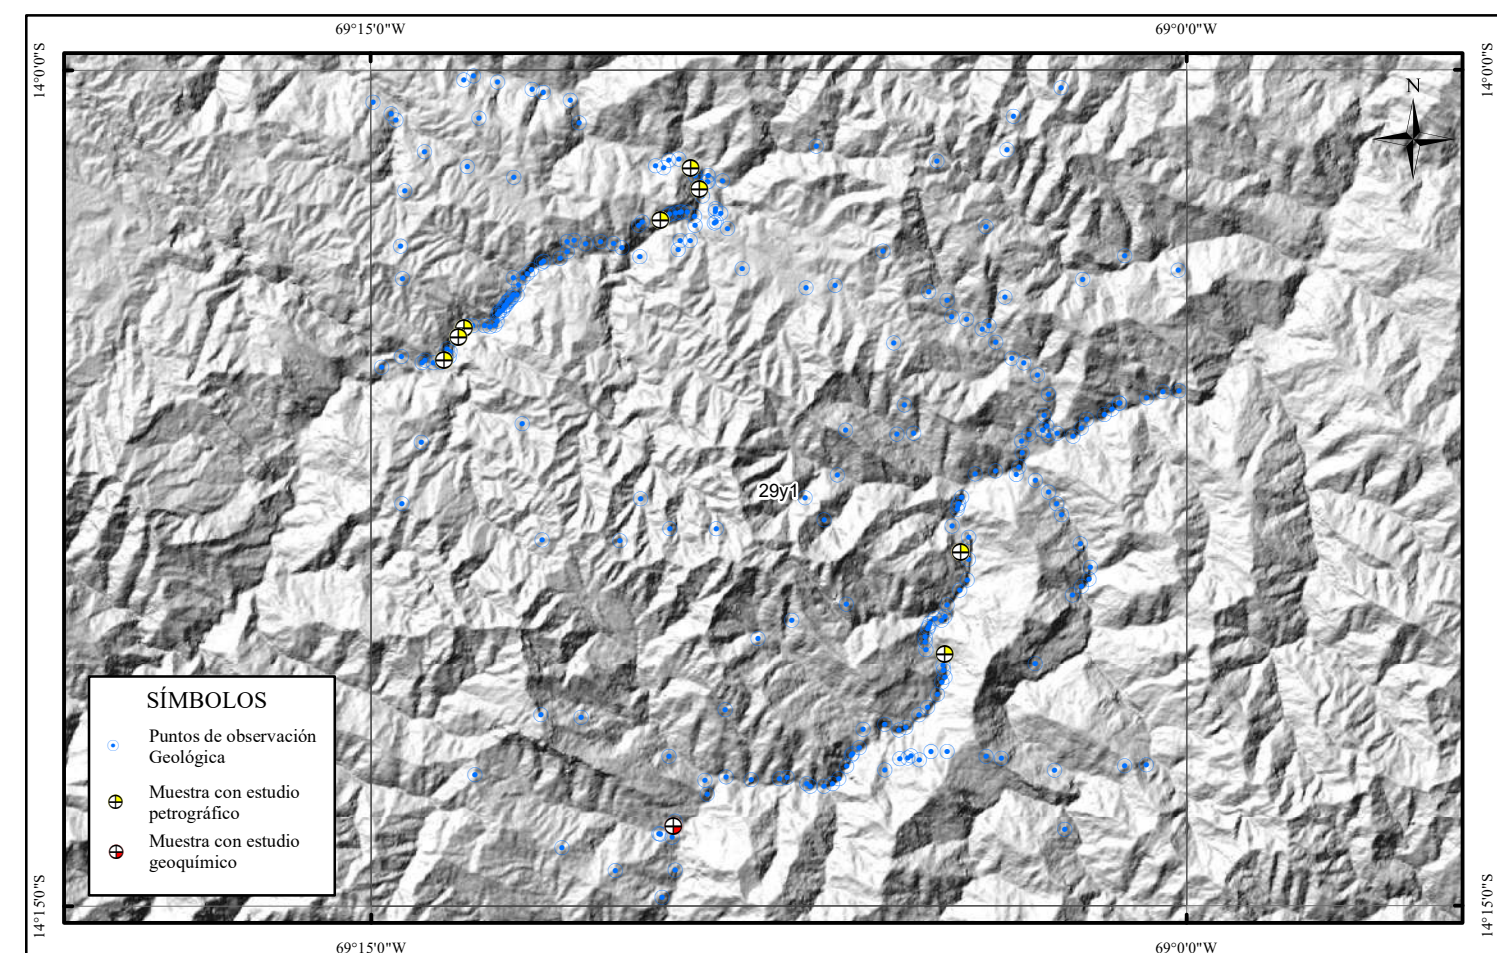 69°15'0"W
69°0'0"W
14°0'0"S
14°0'0"S
N
29y1
SÍMBOLOS
Puntos de observación
Geológica
Muestra con estudio
petrográfico
Muestra con estudio
geoquímico
14°15'0"S
14°15'0"S
69°15'0"W
69°0'0"W